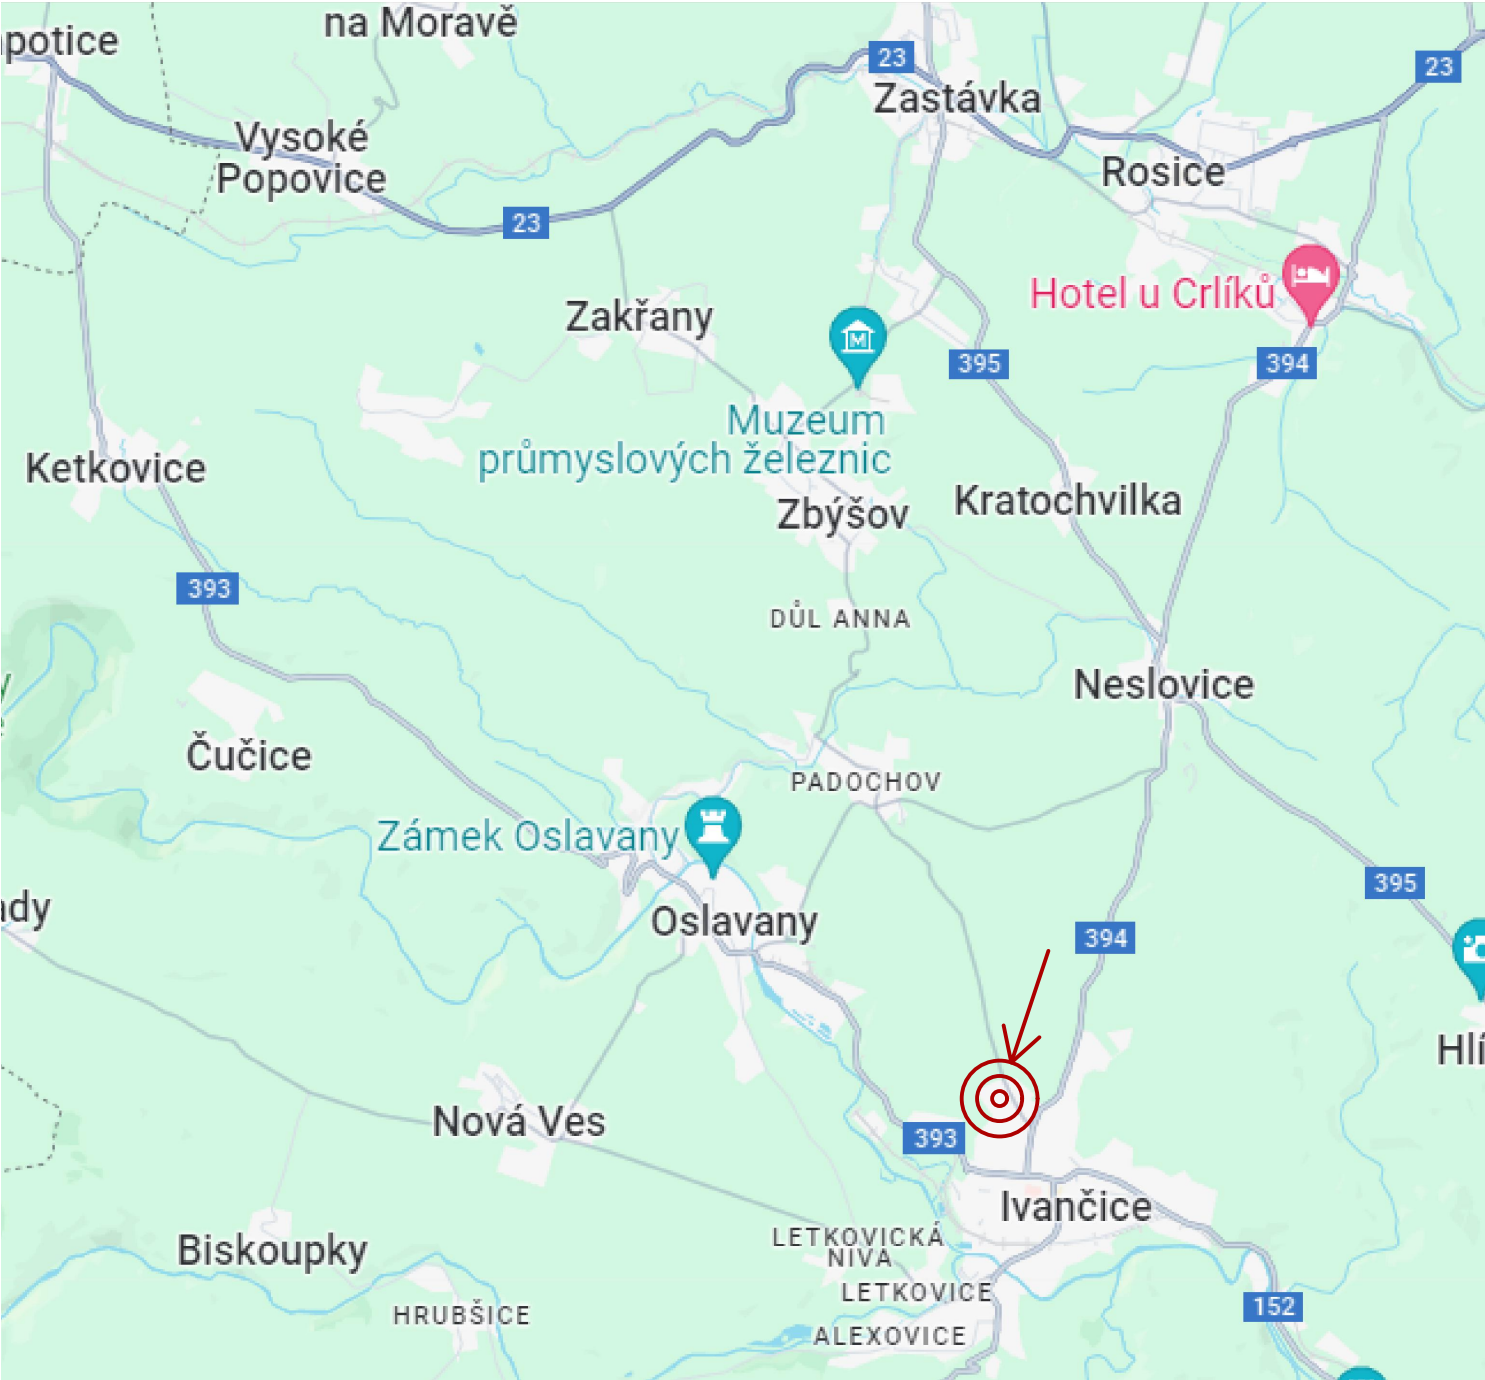 na Moravě
potice
23
23
Zastávka
Vysoké
Popovice
Rosice
23
Hotel u Crlíků
Zakřany
395
394
Muzeum
průmyslových železnic
M
Ketkovice
Kratochvilka
Zbýšov
393
DŮL ANNA
Neslovice
Čučice
PADOCHOV
Zámek Oslavany
395
ady
Oslavany
394
Hlí
Nová Ves
393
Ivančice
LETKOVICKÁ
NIVA
Biskoupky
LETKOVICE
152
HRUBŠICE
ALEXOVICE